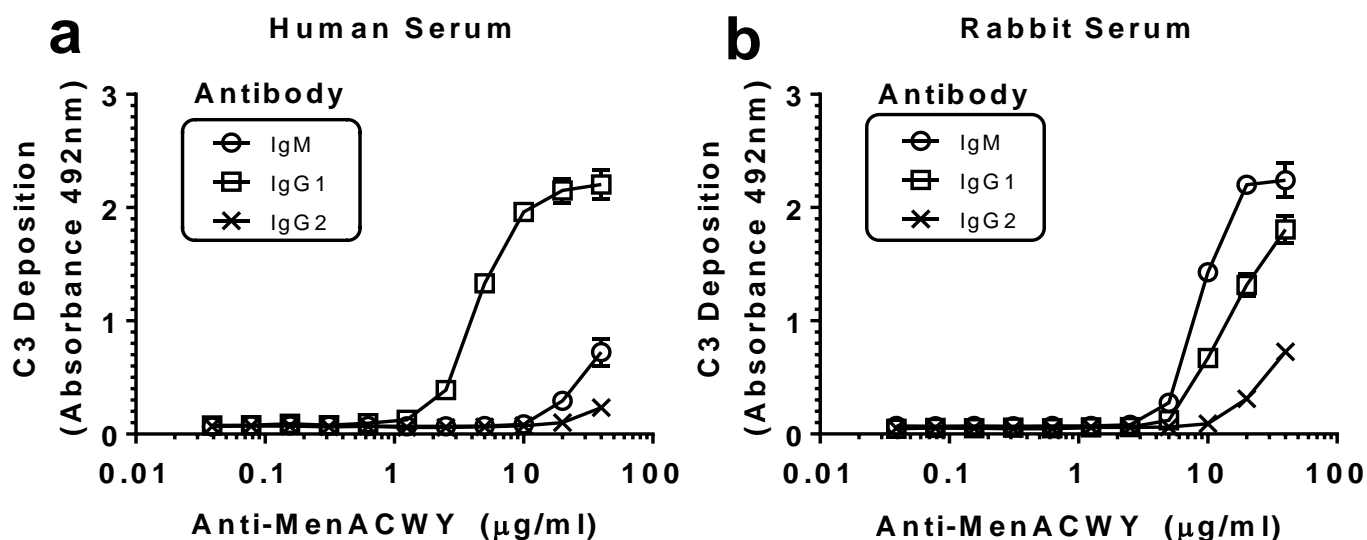 a
Human Serum
C3 Deposition
(Absorbance 492nm)
3
2
1
0
Antibody
IgM
IgG1
IgG2
0.01
0.1
1
10
100
Anti-MenACWY (μg/ml)
b
Rabbit Serum
C3 Deposition
(Absorbance 492nm)
3
2
1
0
Antibody
IgM
IgG1
IgG2
0.01
0.1
1
10
100
Anti-MenACWY (μg/ml)